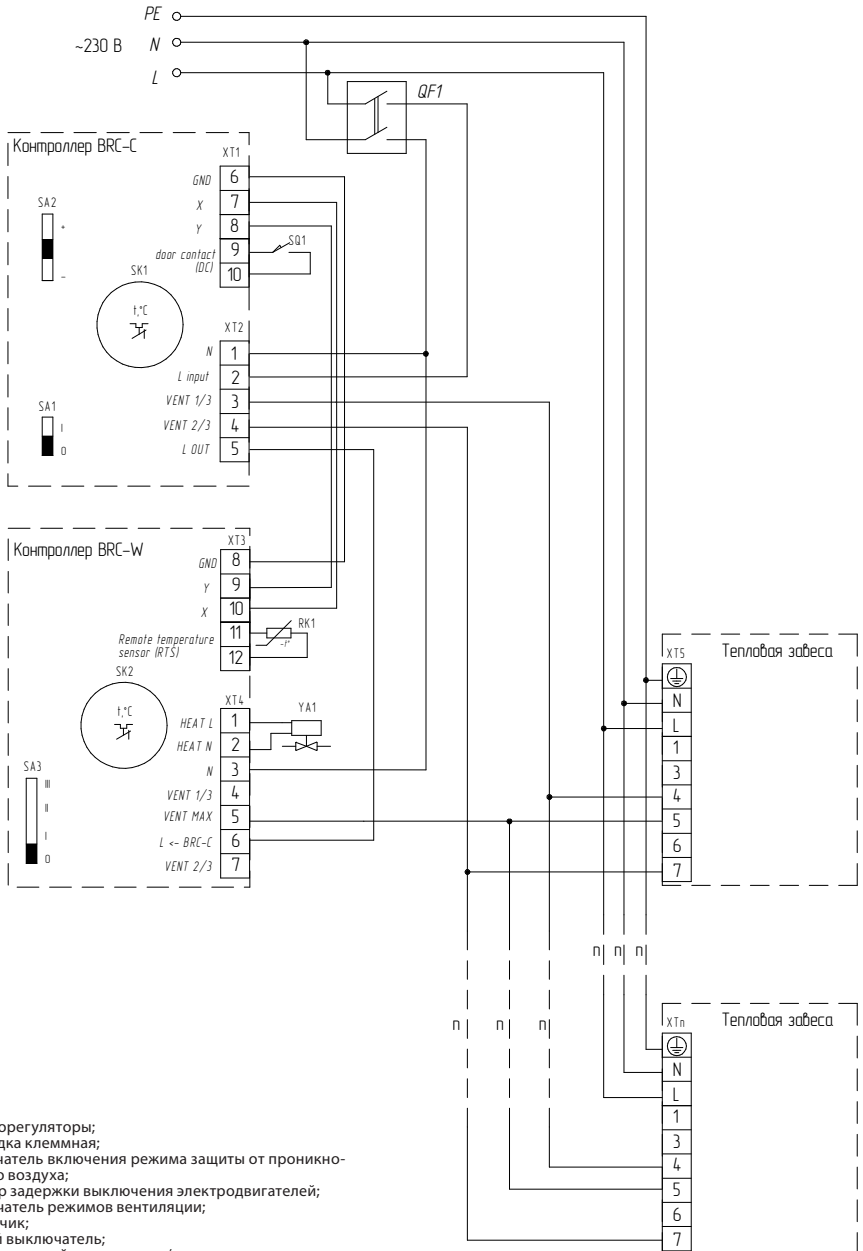 PE
~230 В N
L
QF1
Контроллер BRC-C
XT1
GND 6
X 7
Y 8
door contact (DC) 9
10
SQ1
SA2
+
−
SK1
t,°C
XT2
N 1
L input 2
VENT 1/3 3
VENT 2/3 4
L OUT 5
SA1
I
0
Контроллер BRC-W
XT3
GND 8
Y 9
X 10
Remote temperature sensor (RTS) 11
12
RK1
-t°
SK2
t,°C
XT4
HEAT L 1
HEAT N 2
N 3
VENT 1/3 4
VENT MAX 5
L <- BRC-C 6
VENT 2/3 7
YA1
SA3
III
II
I
0
XT5
Тепловая завеса
N
L
1
3
4
5
6
7
п п п
п п п
XTn
Тепловая завеса
N
L
1
3
4
5
6
7
орегуляторы;
дка клеммная;
чатель включения режима защиты от проникно-
о воздуха;
р задержки выключения электродвигателей;
чатель режимов вентиляции;
чик;
й выключатель;